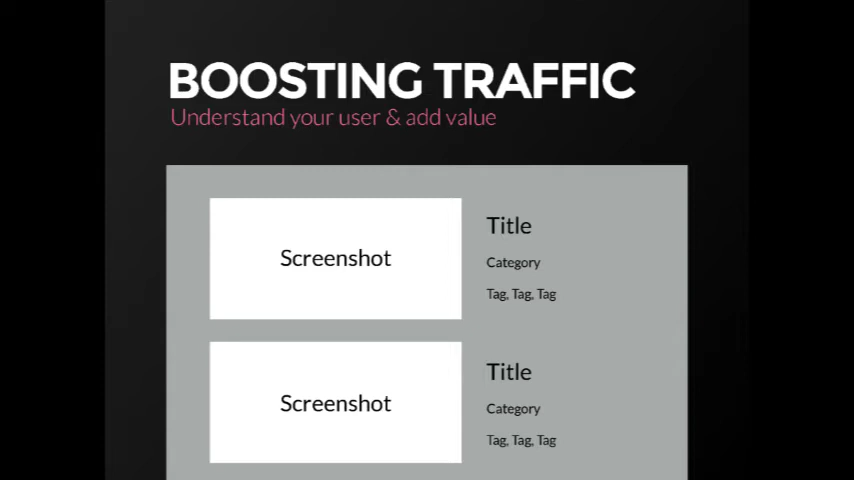 BOOSTING TRAFFIC
Understand your user & add value
Screenshot
Title
Category
Tag, Tag, Tag
Screenshot
Title
Category
Tag, Tag, Tag